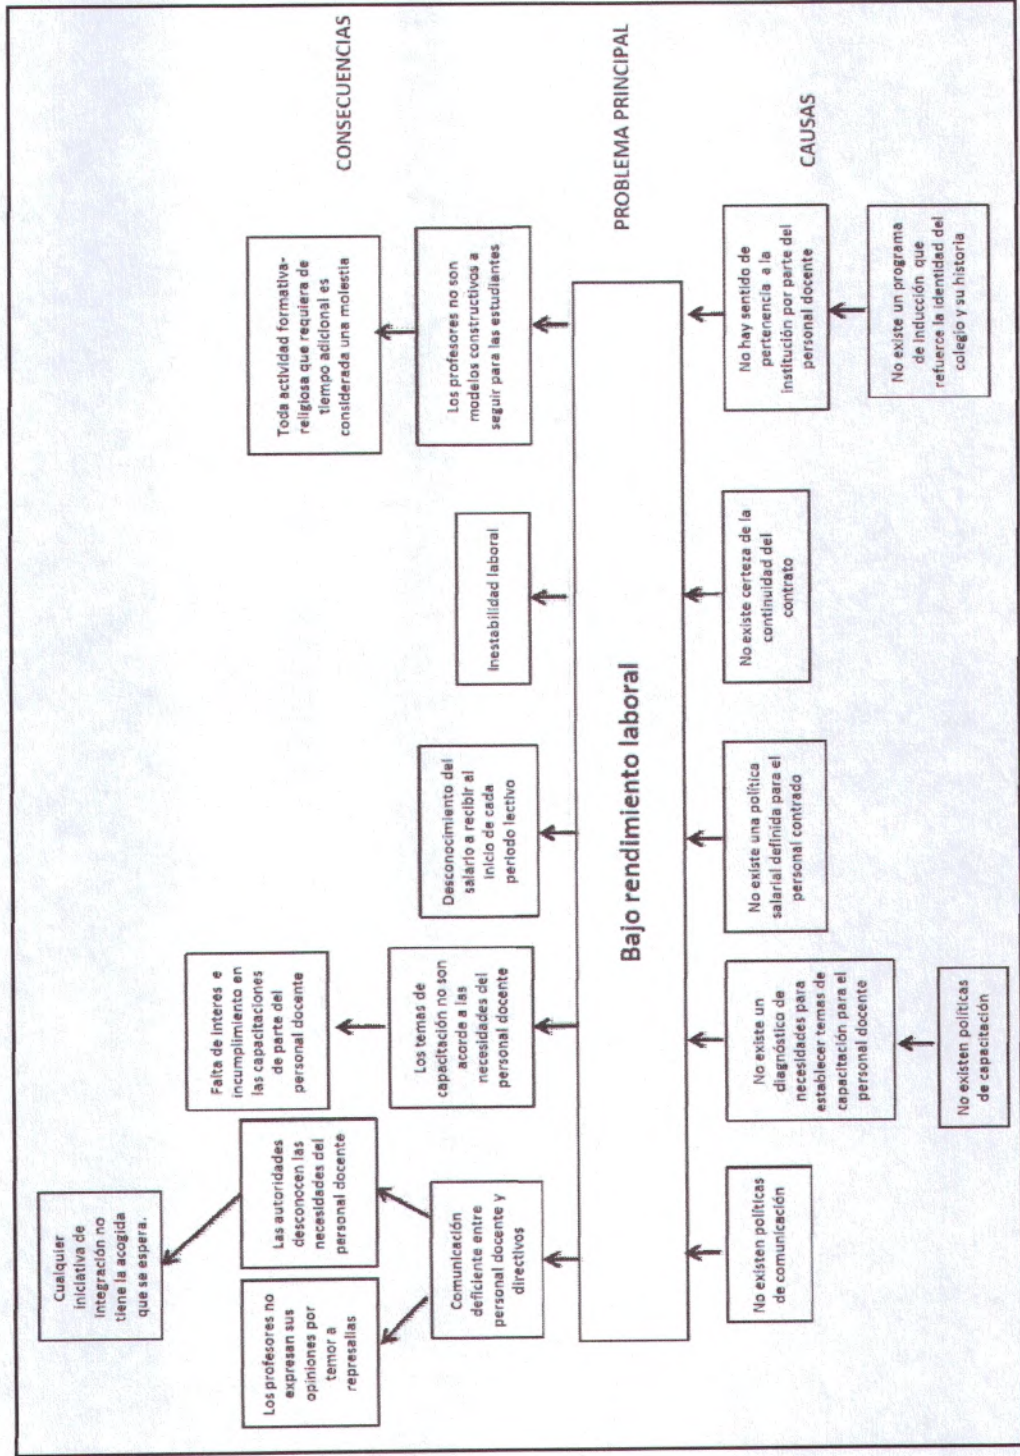 Cualquier
iniciativa de
integración no
tiene la acogida
que se espera.
Los profesores no
expresan sus
opiniones por
temor a
represalias
Las autoridades
desconocen las
necesidades del
personal docente
Falta de interes e
incumplimiento en
las capacitaciones
de parte del
personal docente
Toda actividad formativa-
religiosa que requiera de
tiempo adicional es
considerada una molestia
CONSECUENCIAS
Comunicación
deficiente entre
personal docente y
directivos
Los temas de
capacitación no son
acorde a las
necesidades del
personal docente
Desconocimiento del
salario a recibir al
inicio de cada
periodo lectivo
Inestabilidad laboral
Los profesores no son
modelos constructivos a
seguir para las estudiantes
Bajo rendimiento laboral
PROBLEMA PRINCIPAL
No existen políticas
de comunicación
No existe un
diagnóstico de
necesidades para
establecer temas de
capacitación para el
personal docente
No existe una política
salarial definida para el
personal contrado
No existe certeza de la
continuidad del
contrato
No hay sentido de
pertenencia a la
institución por parte del
personal docente
CAUSAS
No existen políticas
de capacitación
No existe un programa
de inducción que
refuerce la identidad del
colegio y su historia